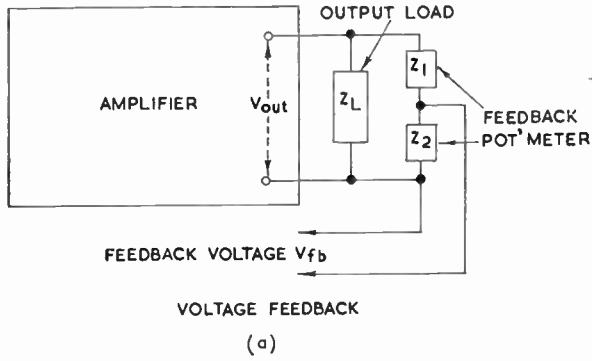 OUTPUT LOAD
AMPLIFIER
Vout
ZL
Z1
Z2
FEEDBACK
POT'METER
FEEDBACK VOLTAGE Vfb
VOLTAGE FEEDBACK
(a)